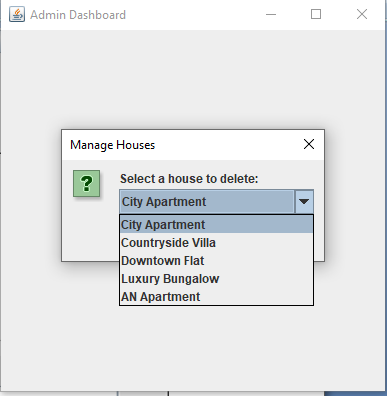 Admin Dashboard
Manage Houses
?
Select a house to delete:
City Apartment
City Apartment
Countryside Villa
Downtown Flat
Luxury Bungalow
AN Apartment